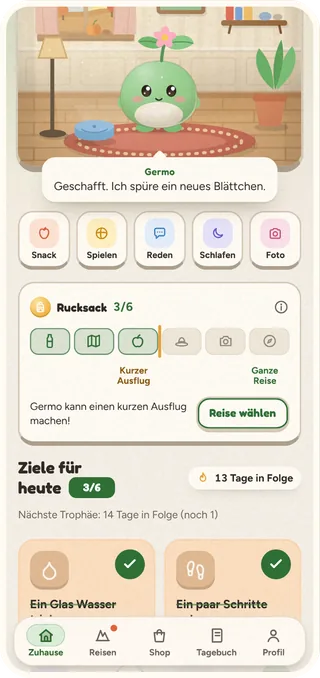 Germo
Geschafft. Ich spüre ein neues Blättchen.
Snack
Spielen
Reden
Schlafen
Foto
Rucksack 3/6
Kurzer
Ausflug
Ganze
Reise
Germo kann einen kurzen Ausflug
machen!
Reise wählen
Ziele für
heute 3/6
13 Tage in Folge
Nächste Trophäe: 14 Tage in Folge (noch 1)
Ein Glas Wasser
Ein paar Schritte
Zuhause
Reisen
Shop
Tagebuch
Profil